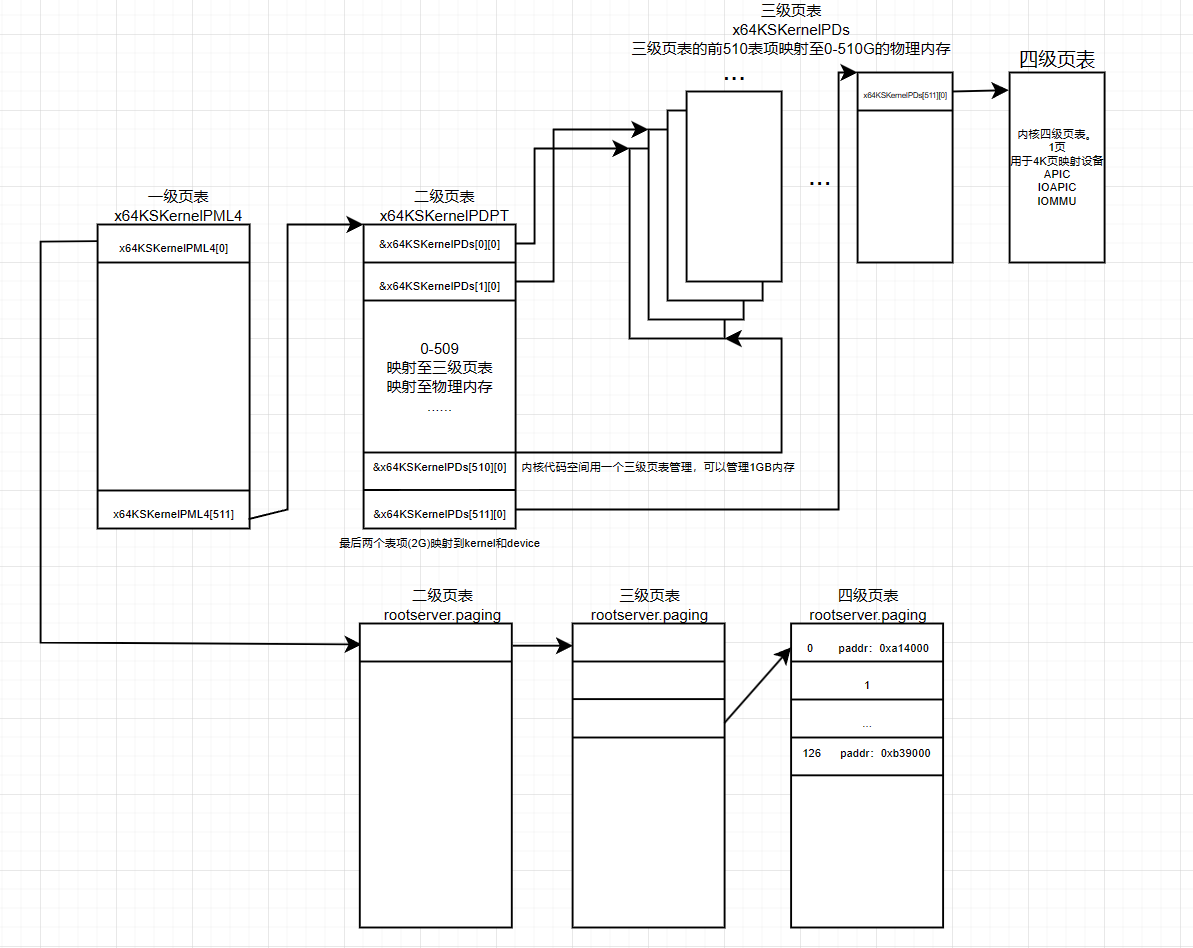 三级页表
x64KSKernelPDs
三级页表的前510表项映射至0-510G的物理内存
...
四级页表
x64KSKernelPDs[511][0]
内核四级页表。
1页
用于4K页映射设备
APIC
IOAPIC
IOMMU
...
一级页表
x64KSKernelPML4
x64KSKernelPML4[0]
x64KSKernelPML4[511]
二级页表
x64KSKernelPDPT
&x64KSKernelPDs[0][0]
&x64KSKernelPDs[1][0]
0-509
映射至三级页表
映射至物理内存
......
&x64KSKernelPDs[510][0]
内核代码空间用一个三级页表管理，可以管理1GB内存
&x64KSKernelPDs[511][0]
最后两个表项(2G)映射到kernel和device
二级页表
rootserver.paging
三级页表
rootserver.paging
四级页表
rootserver.paging
0 paddr: 0xa14000
1
...
126 paddr: 0xb39000